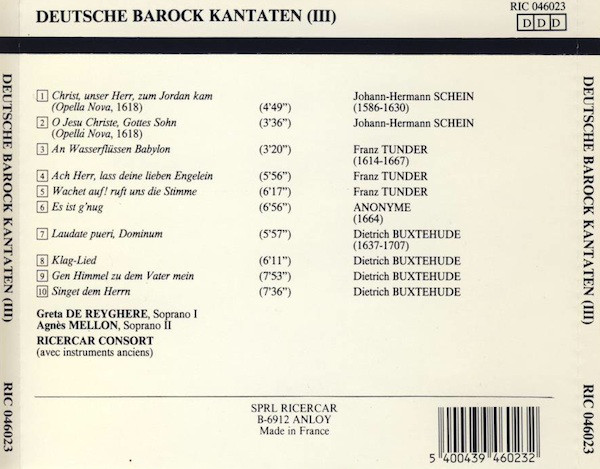 DEUTSCHE BAROCK KANTATEN (III)
RIC 046023
D D D
DEUTSCHE BAROCK KANTATEN (III)
RIC 046023
1 Christ, unser Herr, zum Jordan kam
(Opella Nova, 1618) (4'49") Johann-Hermann SCHEIN
(1586-1630)
2 O Jesu Christe, Gottes Sohn
(Opellá Nova, 1618) (3'36") Johann-Hermann SCHEIN
3 An Wasserflüssen Babylon (3'20") Franz TUNDER
(1614-1667)
4 Ach Herr, lass deine lieben Engelein (5'56") Franz TUNDER
5 Wachet auf! ruft uns die Stimme (6'17") Franz TUNDER
6 Es ist g'nug (6'56") ANONYME
(1664)
7 Laudate pueri, Dominum (5'57") Dietrich BUXTEHUDE
(1637-1707)
8 Klag-Lied (6'11") Dietrich BUXTEHUDE
9 Gen Himmel zu dem Vater mein (7'53") Dietrich BUXTEHUDE
10 Singet dem Herrn (7'36") Dietrich BUXTEHUDE
Greta DE REYGHERE, Soprano I
Agnès MELLON, Soprano II
RICERCAR CONSORT
(avec instruments anciens)
SPRL RICERCAR
B-6912 ANLOY
Made in France
5 400439 460232
DEUTSCHE BAROCK KANTATEN (III)
RIC 046023